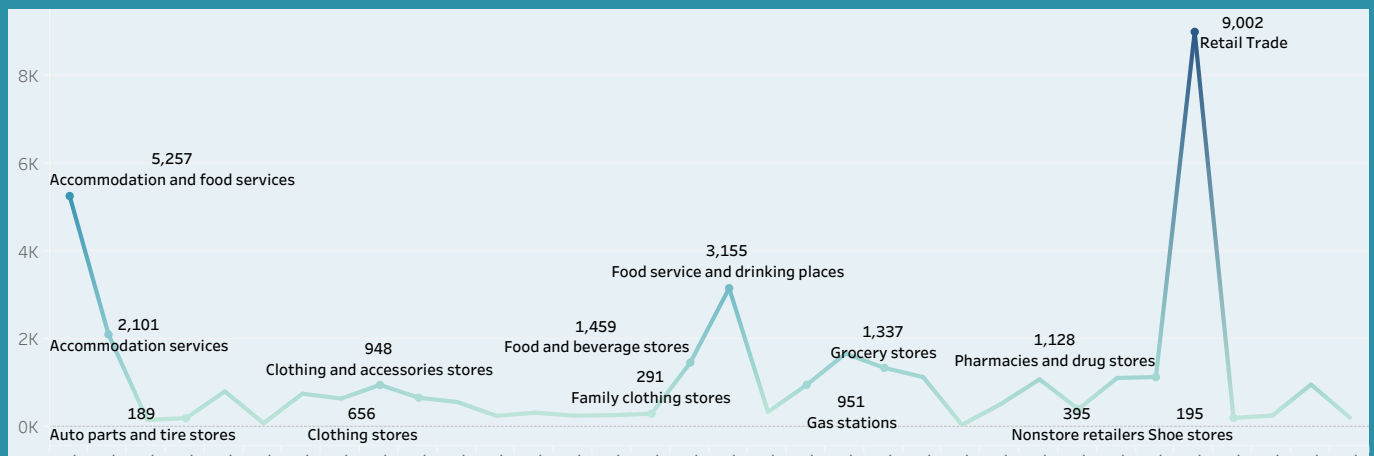 9,002
Retail Trade
8K
5,257
6K
Accommodation and food services
3,155
4K
Food service and drinking places
2,101
1,459
1,337
1,128
2K
Accommodation services
948
Food and beverage stores
Grocery stores
Pharmacies and drug stores
Clothing and accessories stores
291
Family clothing stores
951
189
656
395
195
Gas stations
0K
Auto parts and tire stores
Clothing stores
Nonstore retailers
Shoe stores